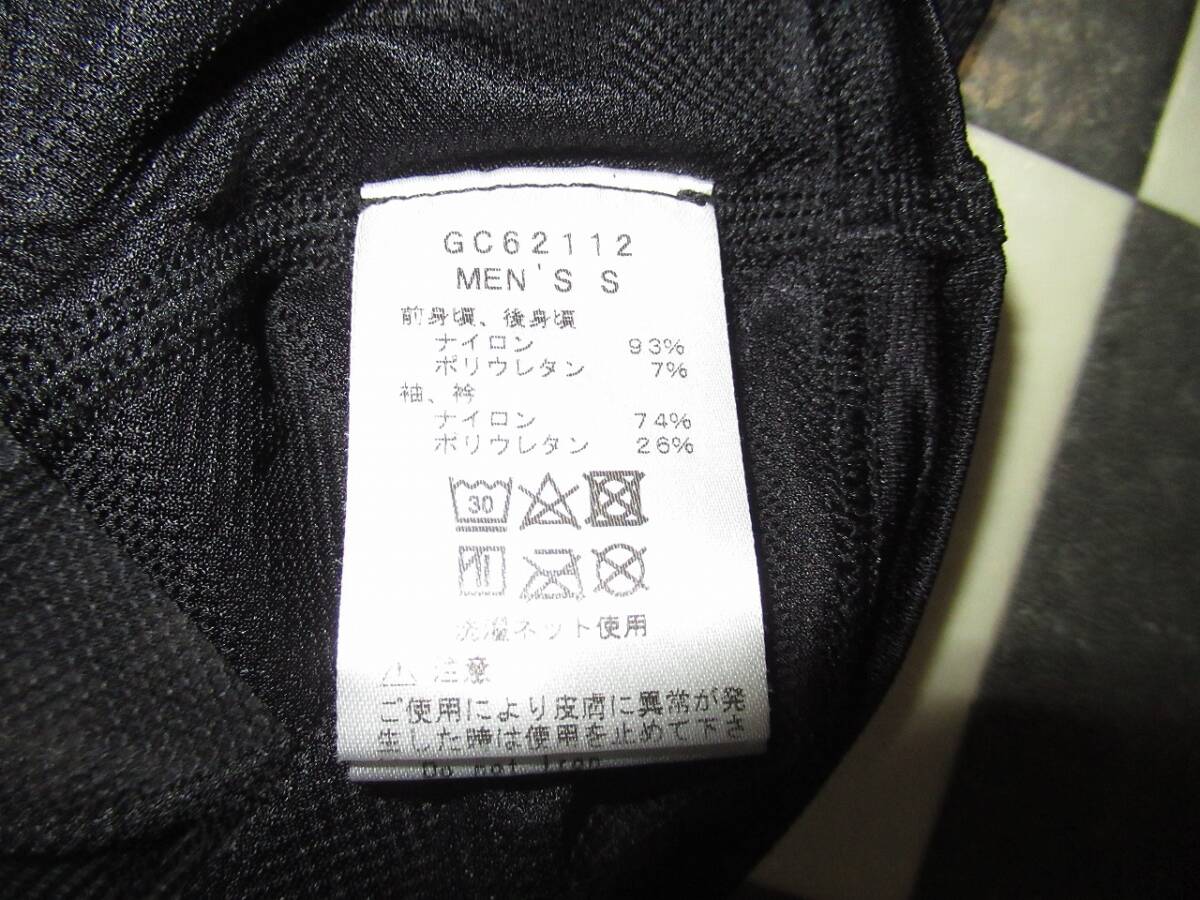 GC62112
MEN'S S
前身頃、後身頃
ナイロン 93%
ポリウレタン 7%
袖、衿
ナイロン 74%
ポリウレタン 26%
30
洗濯ネット使用
注意
ご使用により皮膚に異常が発
生した時は使用を止めて下さ
Do not Iron